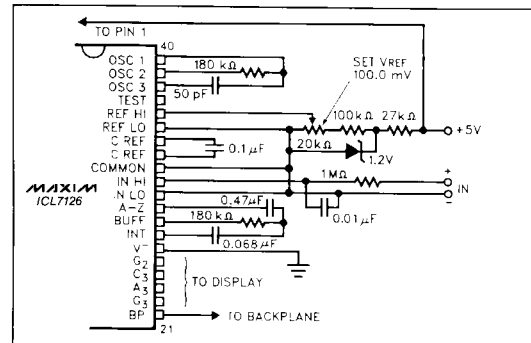 TO PIN 1
40
OSC 1
OSC 2
OSC 3
TEST
REF HI
REF LO
C REF
C REF
COMMON
IN HI
IN LO
A-Z
BUFF
INT
V-
G2
C3
A3
G3
BP
21
MAXIM
ICL7126
180 kΩ
50 pF
SET VREF
100.0 mV
100kΩ
27kΩ
+5V
20kΩ
1.2V
0.1μF
1MΩ
+
IN
−
0.01μF
0.47μF
180 kΩ
0.068μF
TO DISPLAY
TO BACKPLANE